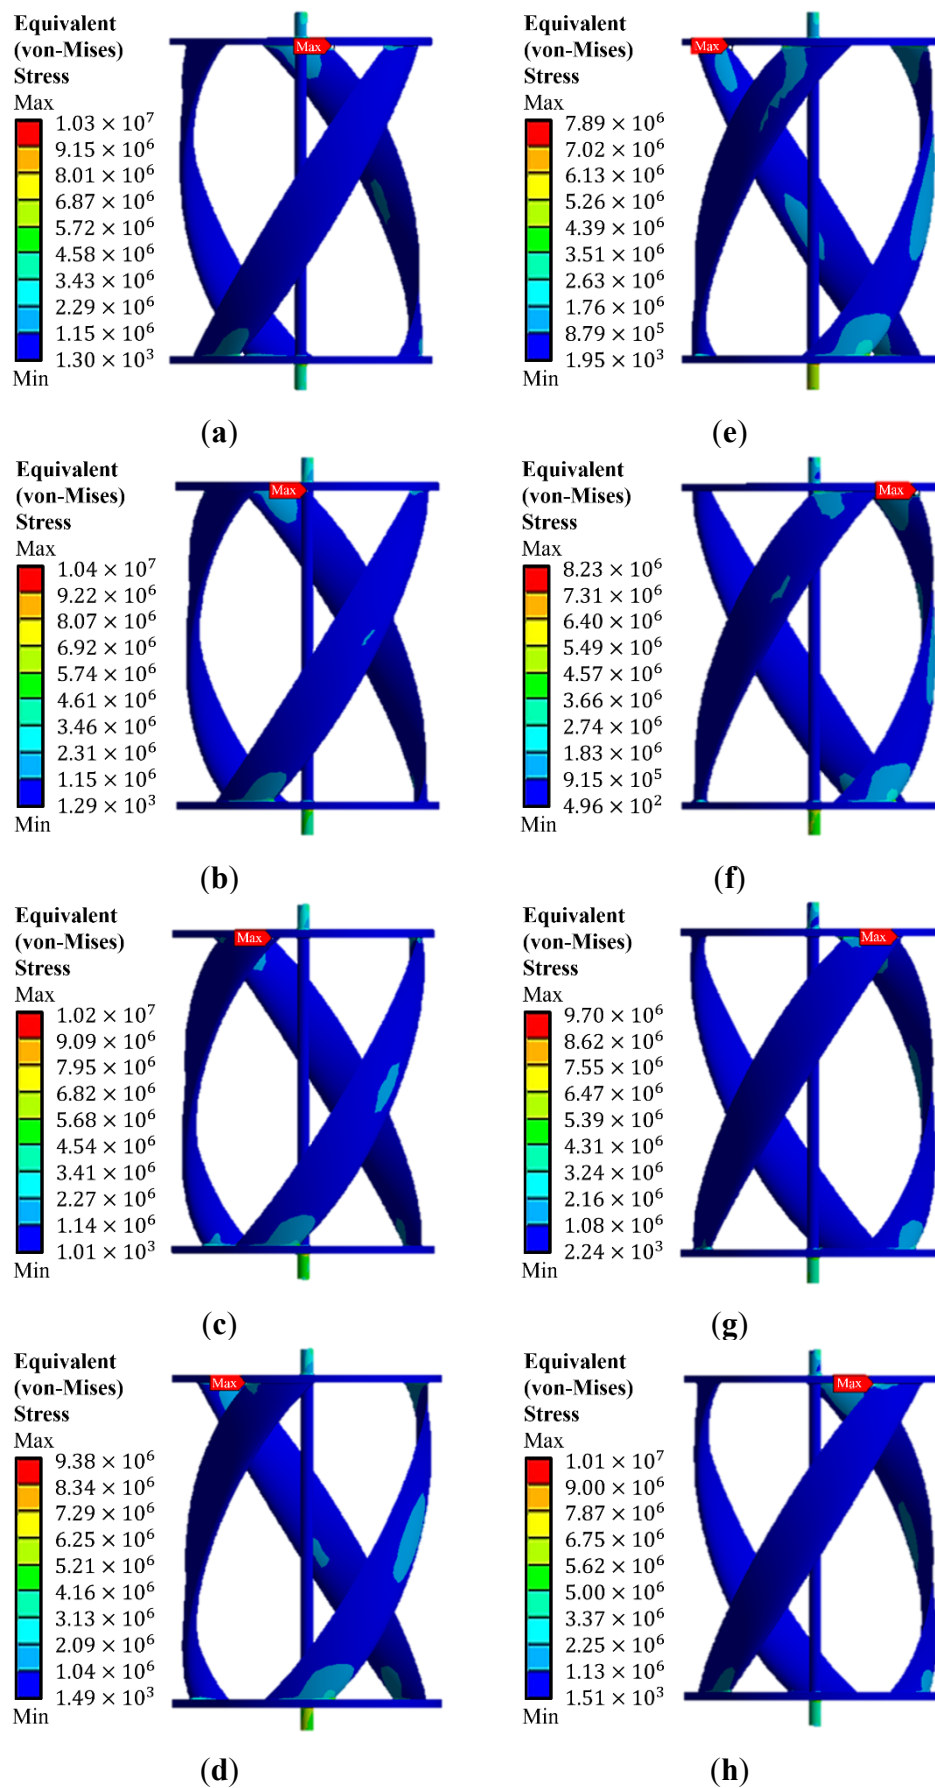 Equivalent
(von-Mises)
Stress
Max
1.03 × 10⁷
9.15 × 10⁶
8.01 × 10⁶
6.87 × 10⁶
5.72 × 10⁶
4.58 × 10⁶
3.43 × 10⁶
2.29 × 10⁶
1.15 × 10⁶
1.30 × 10³
Min
Max
(a)
Equivalent
(von-Mises)
Stress
Max
7.89 × 10⁶
7.02 × 10⁶
6.13 × 10⁶
5.26 × 10⁶
4.39 × 10⁶
3.51 × 10⁶
2.63 × 10⁶
1.76 × 10⁶
8.79 × 10⁵
1.95 × 10³
Min
Max
(e)
Equivalent
(von-Mises)
Stress
Max
1.04 × 10⁷
9.22 × 10⁶
8.07 × 10⁶
6.92 × 10⁶
5.74 × 10⁶
4.61 × 10⁶
3.46 × 10⁶
2.31 × 10⁶
1.15 × 10⁶
1.29 × 10³
Min
Max
(b)
Equivalent
(von-Mises)
Stress
Max
8.23 × 10⁶
7.31 × 10⁶
6.40 × 10⁶
5.49 × 10⁶
4.57 × 10⁶
3.66 × 10⁶
2.74 × 10⁶
1.83 × 10⁶
9.15 × 10⁵
4.96 × 10²
Min
Max
(f)
Equivalent
(von-Mises)
Stress
Max
1.02 × 10⁷
9.09 × 10⁶
7.95 × 10⁶
6.82 × 10⁶
5.68 × 10⁶
4.54 × 10⁶
3.41 × 10⁶
2.27 × 10⁶
1.14 × 10⁶
1.01 × 10³
Min
Max
(c)
Equivalent
(von-Mises)
Stress
Max
9.70 × 10⁶
8.62 × 10⁶
7.55 × 10⁶
6.47 × 10⁶
5.39 × 10⁶
4.31 × 10⁶
3.24 × 10⁶
2.16 × 10⁶
1.08 × 10⁶
2.24 × 10³
Min
Max
(g)
Equivalent
(von-Mises)
Stress
Max
9.38 × 10⁶
8.34 × 10⁶
7.29 × 10⁶
6.25 × 10⁶
5.21 × 10⁶
4.16 × 10⁶
3.13 × 10⁶
2.09 × 10⁶
1.04 × 10⁶
1.49 × 10³
Min
Max
(d)
Equivalent
(von-Mises)
Stress
Max
1.01 × 10⁷
9.00 × 10⁶
7.87 × 10⁶
6.75 × 10⁶
5.62 × 10⁶
5.00 × 10⁶
3.37 × 10⁶
2.25 × 10⁶
1.13 × 10⁶
1.51 × 10³
Min
Max
(h)